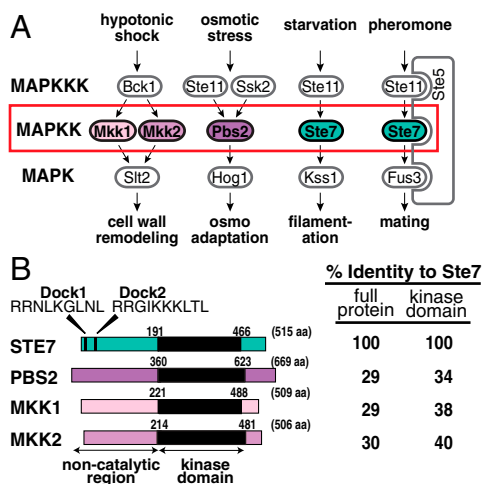 A
hypotonic shock
osmotic stress
starvation
pheromone
MAPKKK
Bck1
Ste11
Ssk2
Ste11
Ste11
Ste5
MAPKK
Mkk1
Mkk2
Pbs2
Ste7
Ste7
MAPK
Slt2
Hog1
Kss1
Fus3
cell wall remodeling
osmo adaptation
filament-ation
mating
B
Dock1
Dock2
RRNLKGLNL
RRGIKKKLTL
% Identity to Ste7
full protein
kinase domain
STE7
191
466
(515 aa)
100
100
PBS2
360
623
(669 aa)
29
34
MKK1
221
488
(509 aa)
29
38
MKK2
214
481
(506 aa)
30
40
non-catalytic region
kinase domain